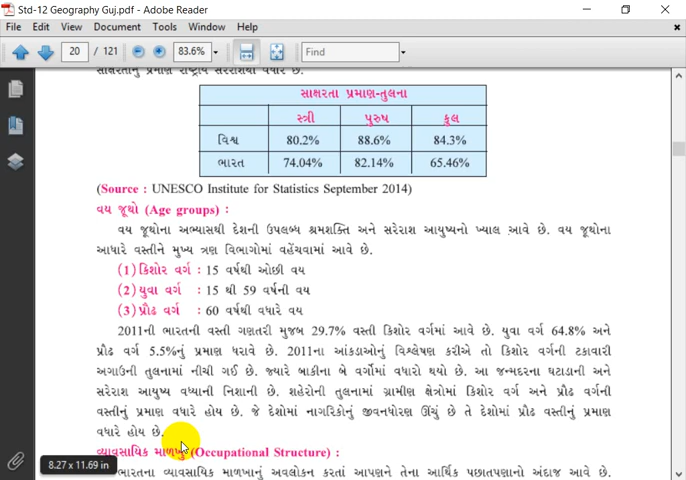 Std-12 Geography Guj.pdf - Adobe Reader
File Edit View Document Tools Window Help
20 / 121 83.6% Find
સાક્ષરતાનું પ્રમાણ રાષ્ટ્રીય સરેરાશથી વધારે છે.
સાક્ષરતા પ્રમાણ-તુલના
સ્ત્રી પુરુષ કુલ
વિશ્વ 80.2% 88.6% 84.3%
ભારત 74.04% 82.14% 65.46%
(Source : UNESCO Institute for Statistics September 2014)
વય જૂથો (Age groups) :
વય જૂથોના અભ્યાસથી દેશની ઉપલબ્ધ શ્રમશક્તિ અને સરેરાશ આયુષ્યનો ખ્યાલ આવે છે. વય જૂથોના
આધારે વસ્તીને મુખ્ય ત્રણ વિભાગોમાં વહેંચવામાં આવે છે.
(1) કિશોર વર્ગ : 15 વર્ષથી ઓછી વય
(2) યુવા વર્ગ : 15 થી 59 વર્ષની વય
(3) પ્રૌઢ વર્ગ : 60 વર્ષથી વધારે વય
2011ની ભારતની વસ્તી ગણતરી મુજબ 29.7% વસ્તી કિશોર વર્ગમાં આવે છે. યુવા વર્ગ 64.8% અને
પ્રૌઢ વર્ગ 5.5%નું પ્રમાણ ધરાવે છે. 2011ના આંકડાઓનું વિશ્લેષણ કરીએ તો કિશોર વર્ગની ટકાવારી
અગાઉની તુલનામાં નીચી ગઈ છે. જ્યારે બાકીના બે વર્ગોમાં વધારો થયો છે. આ જન્મદરના ઘટાડાની અને
સરેરાશ આયુષ્ય વધ્યાની નિશાની છે. શહેરોની તુલનામાં ગ્રામીણ ક્ષેત્રોમાં કિશોર વર્ગ અને પ્રૌઢ વર્ગની
વસ્તીનું પ્રમાણ વધારે હોય છે. જે દેશોમાં નાગરિકોનું જીવનધોરણ ઊંચું છે તે દેશોમાં પ્રૌઢ વસ્તીનું પ્રમાણ
વધારે હોય છે.
વ્યાવસાયિક માળખું (Occupational Structure) :
ભારતના વ્યાવસાયિક માળખાનું અવલોકન કરતાં આપણને તેના આર્થિક પછાતપણાનો અંદાજ આવે છે.
8.27 x 11.69 in